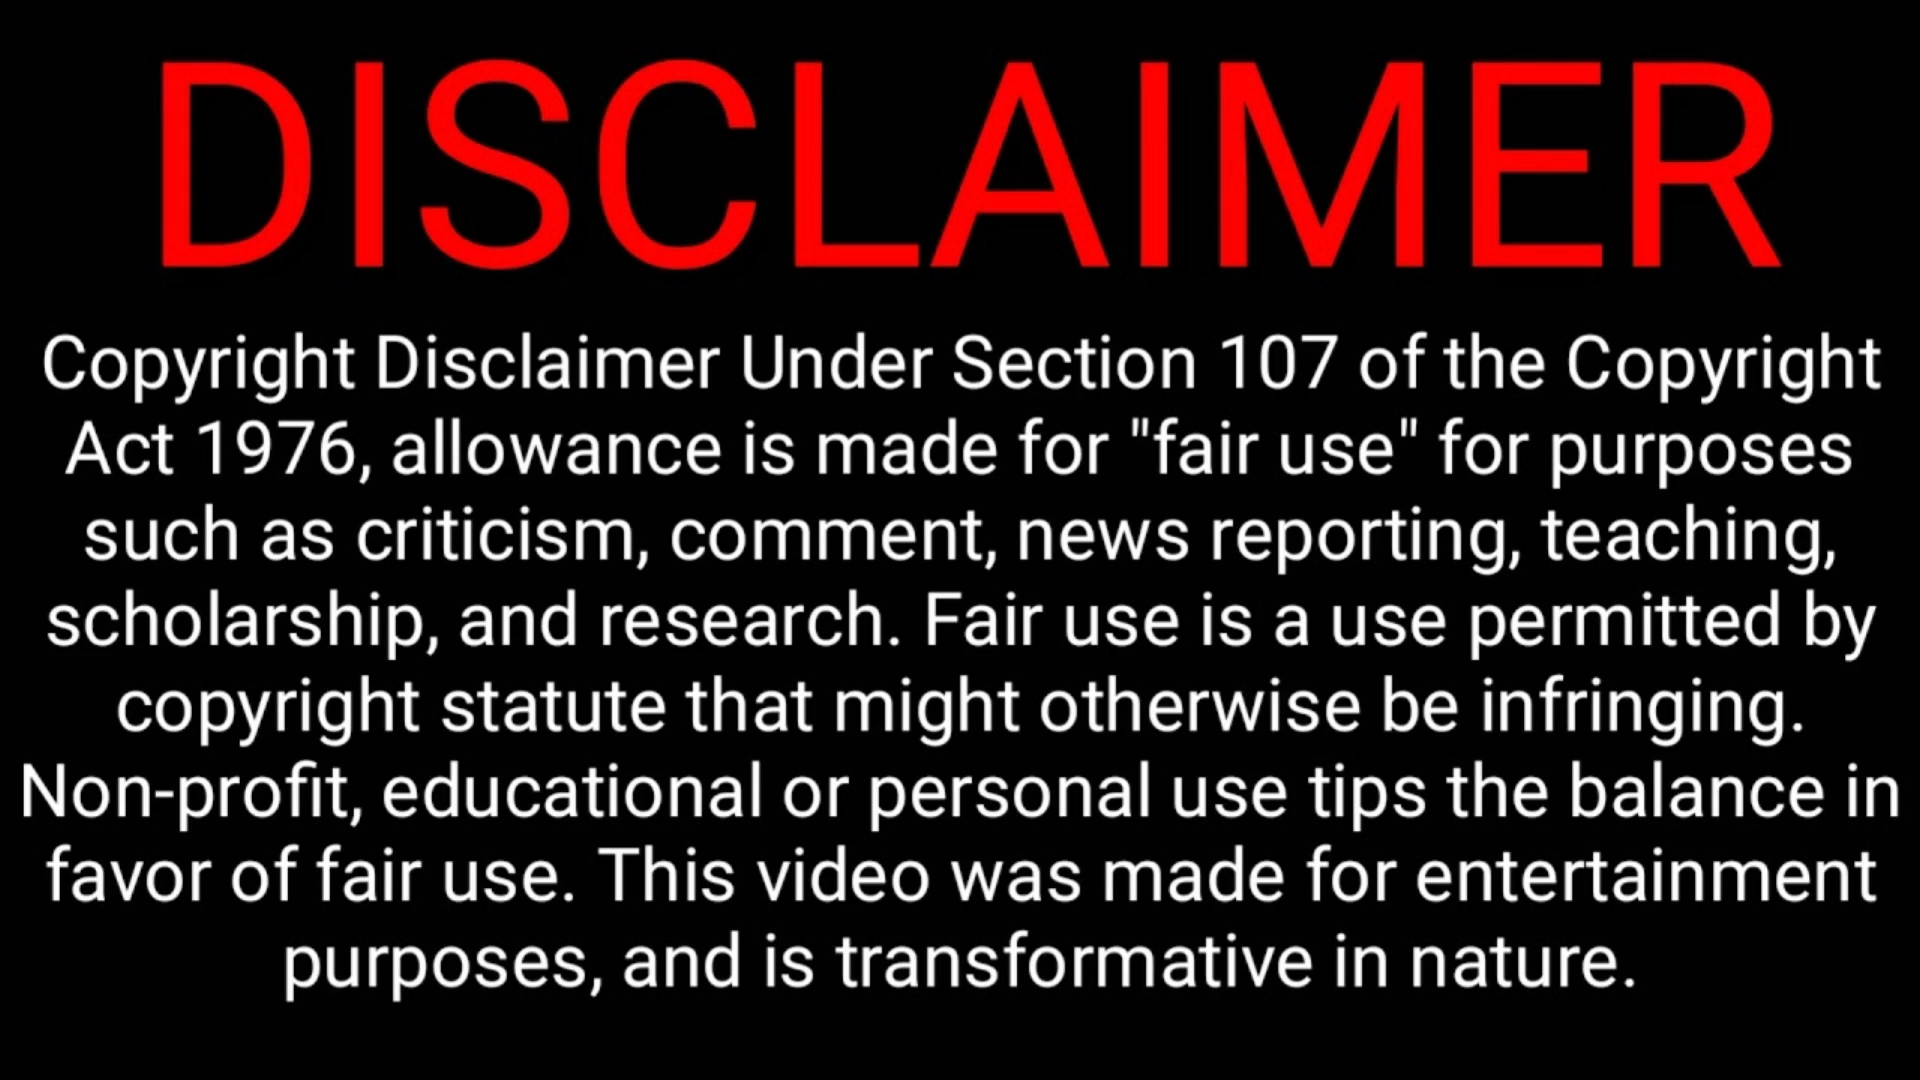 DISCLAIMER
Copyright Disclaimer Under Section 107 of the Copyright
Act 1976, allowance is made for "fair use" for purposes
such as criticism, comment, news reporting, teaching,
scholarship, and research. Fair use is a use permitted by
copyright statute that might otherwise be infringing.
Non-profit, educational or personal use tips the balance in
favor of fair use. This video was made for entertainment
purposes, and is transformative in nature.